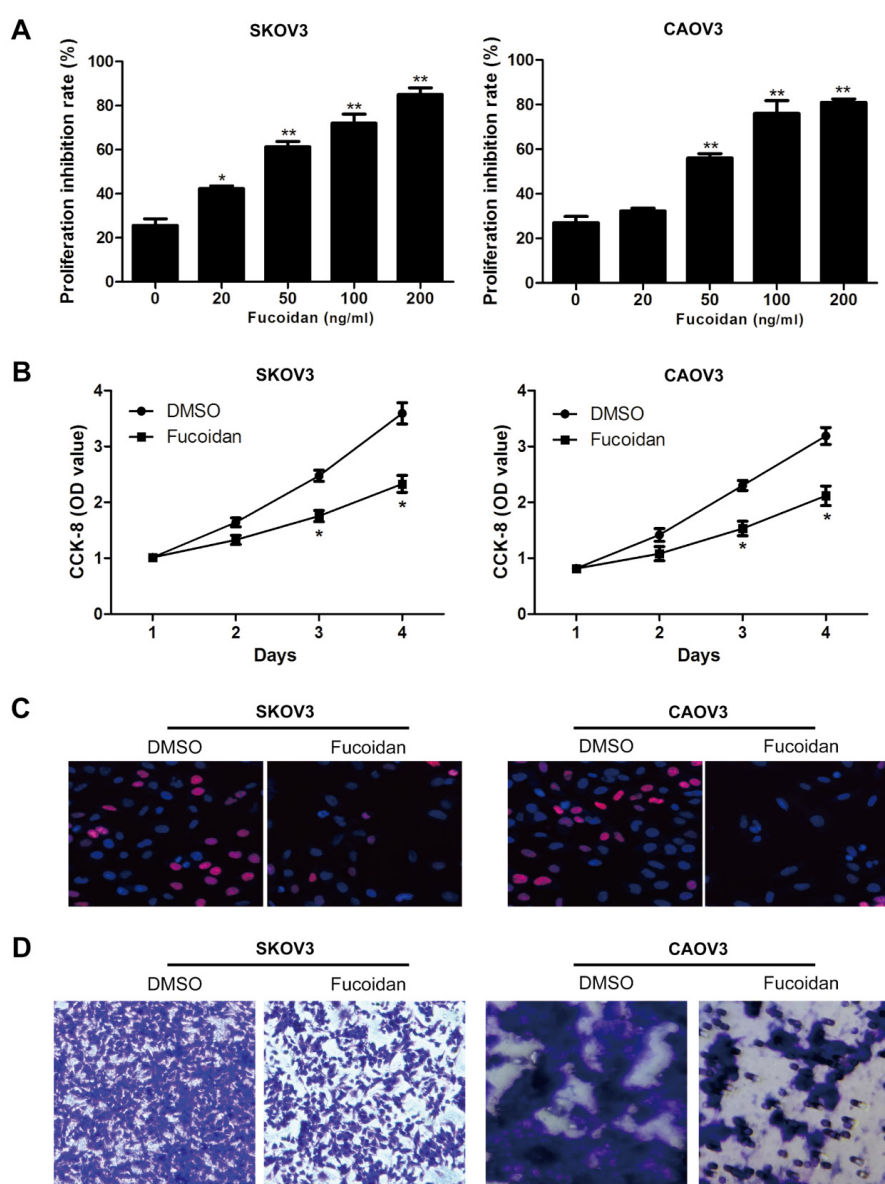 A
SKOV3
CAOV3
Proliferation inhibition rate (%)
100
80
60
40
20
0
*
**
**
**
0 20 50 100 200
Fucoidan (ng/ml)
Proliferation inhibition rate (%)
100
80
60
40
20
0
**
**
**
0 20 50 100 200
Fucoidan (ng/ml)
B
SKOV3
CAOV3
CCK-8 (OD value)
4
3
2
1
0
DMSO
Fucoidan
*
*
1 2 3 4
Days
CCK-8 (OD value)
4
3
2
1
0
DMSO
Fucoidan
*
*
1 2 3 4
Days
C
SKOV3
CAOV3
DMSO Fucoidan
DMSO Fucoidan
D
SKOV3
CAOV3
DMSO Fucoidan
DMSO Fucoidan